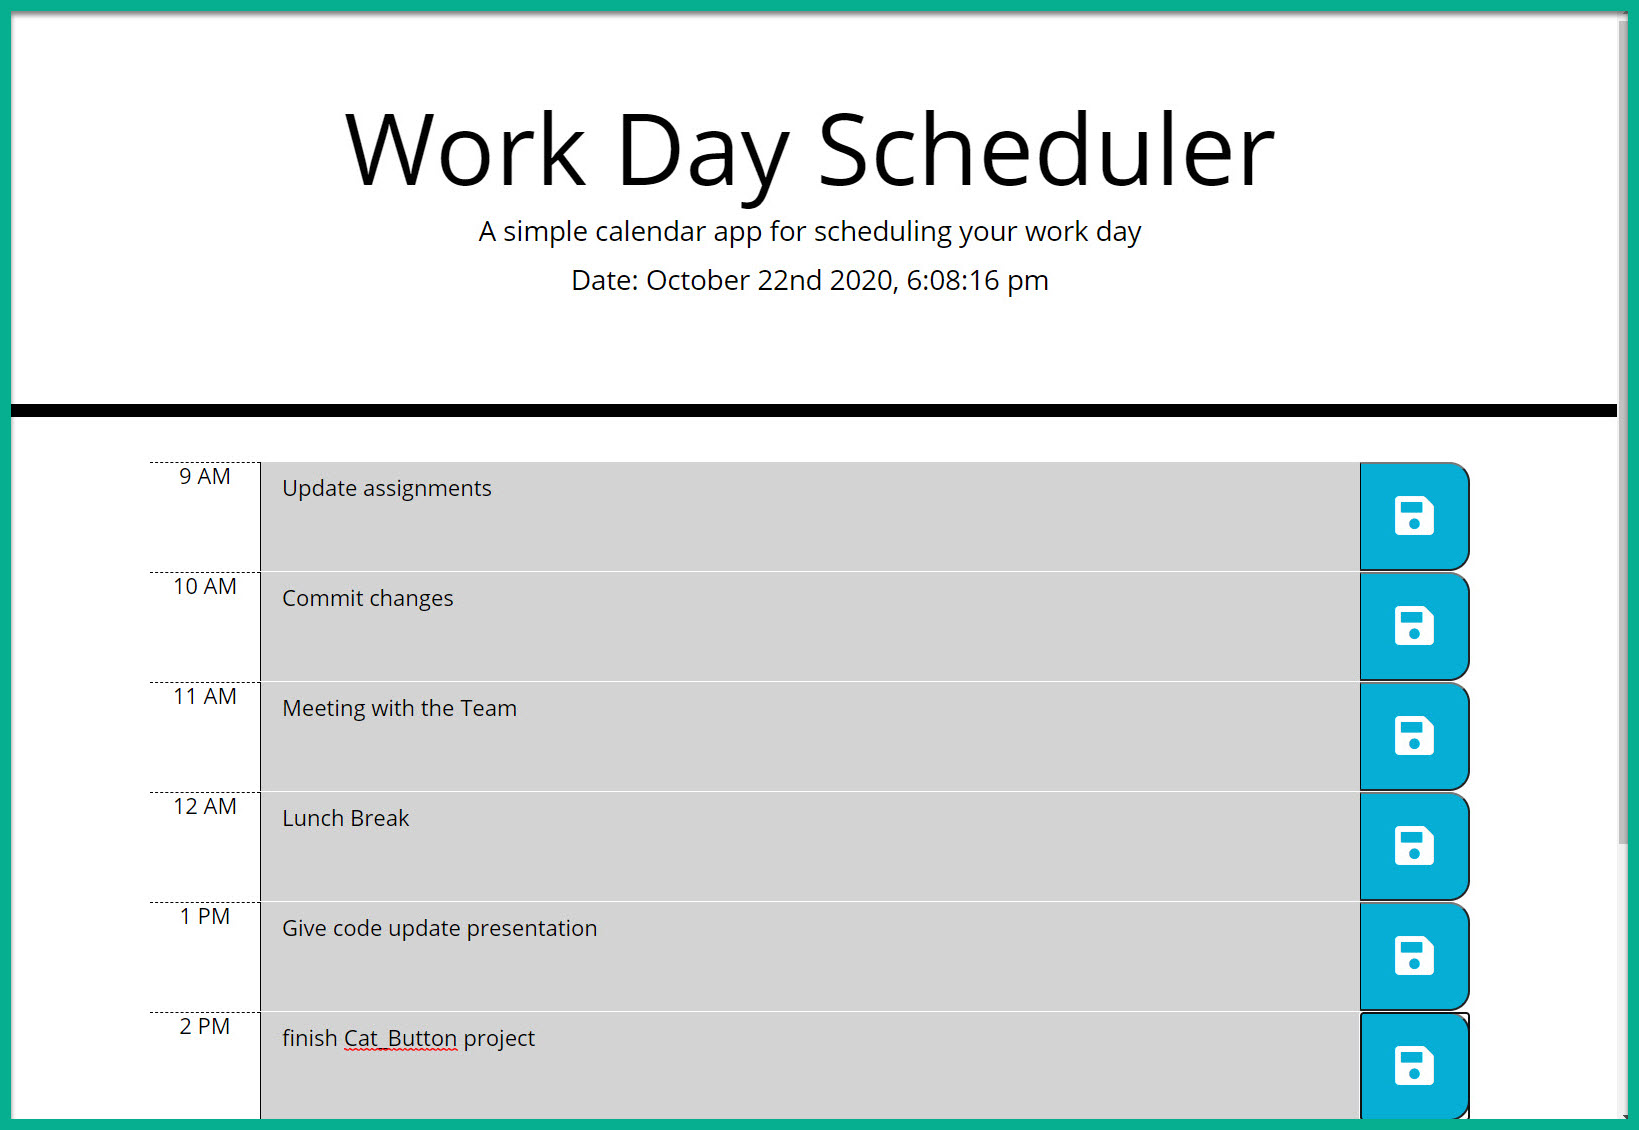 Work Day Scheduler
A simple calendar app for scheduling your work day
Date: October 22nd 2020, 6:08:16 pm
9 AM
Update assignments
10 AM
Commit changes
11 AM
Meeting with the Team
12 AM
Lunch Break
1 PM
Give code update presentation
2 PM
finish Cat_Button project